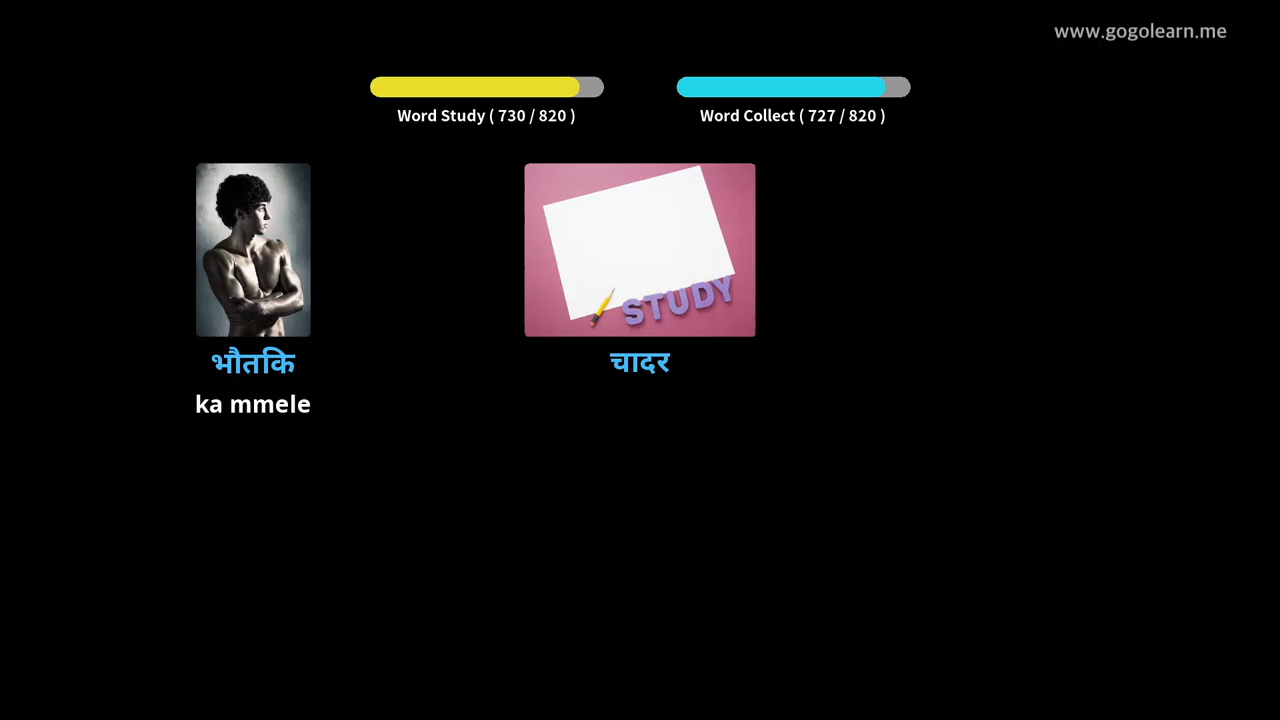 www.gogolearn.me
Word Study ( 730 / 820 )
Word Collect ( 727 / 820 )
STUDY
भौतकि
चादर
ka mmele